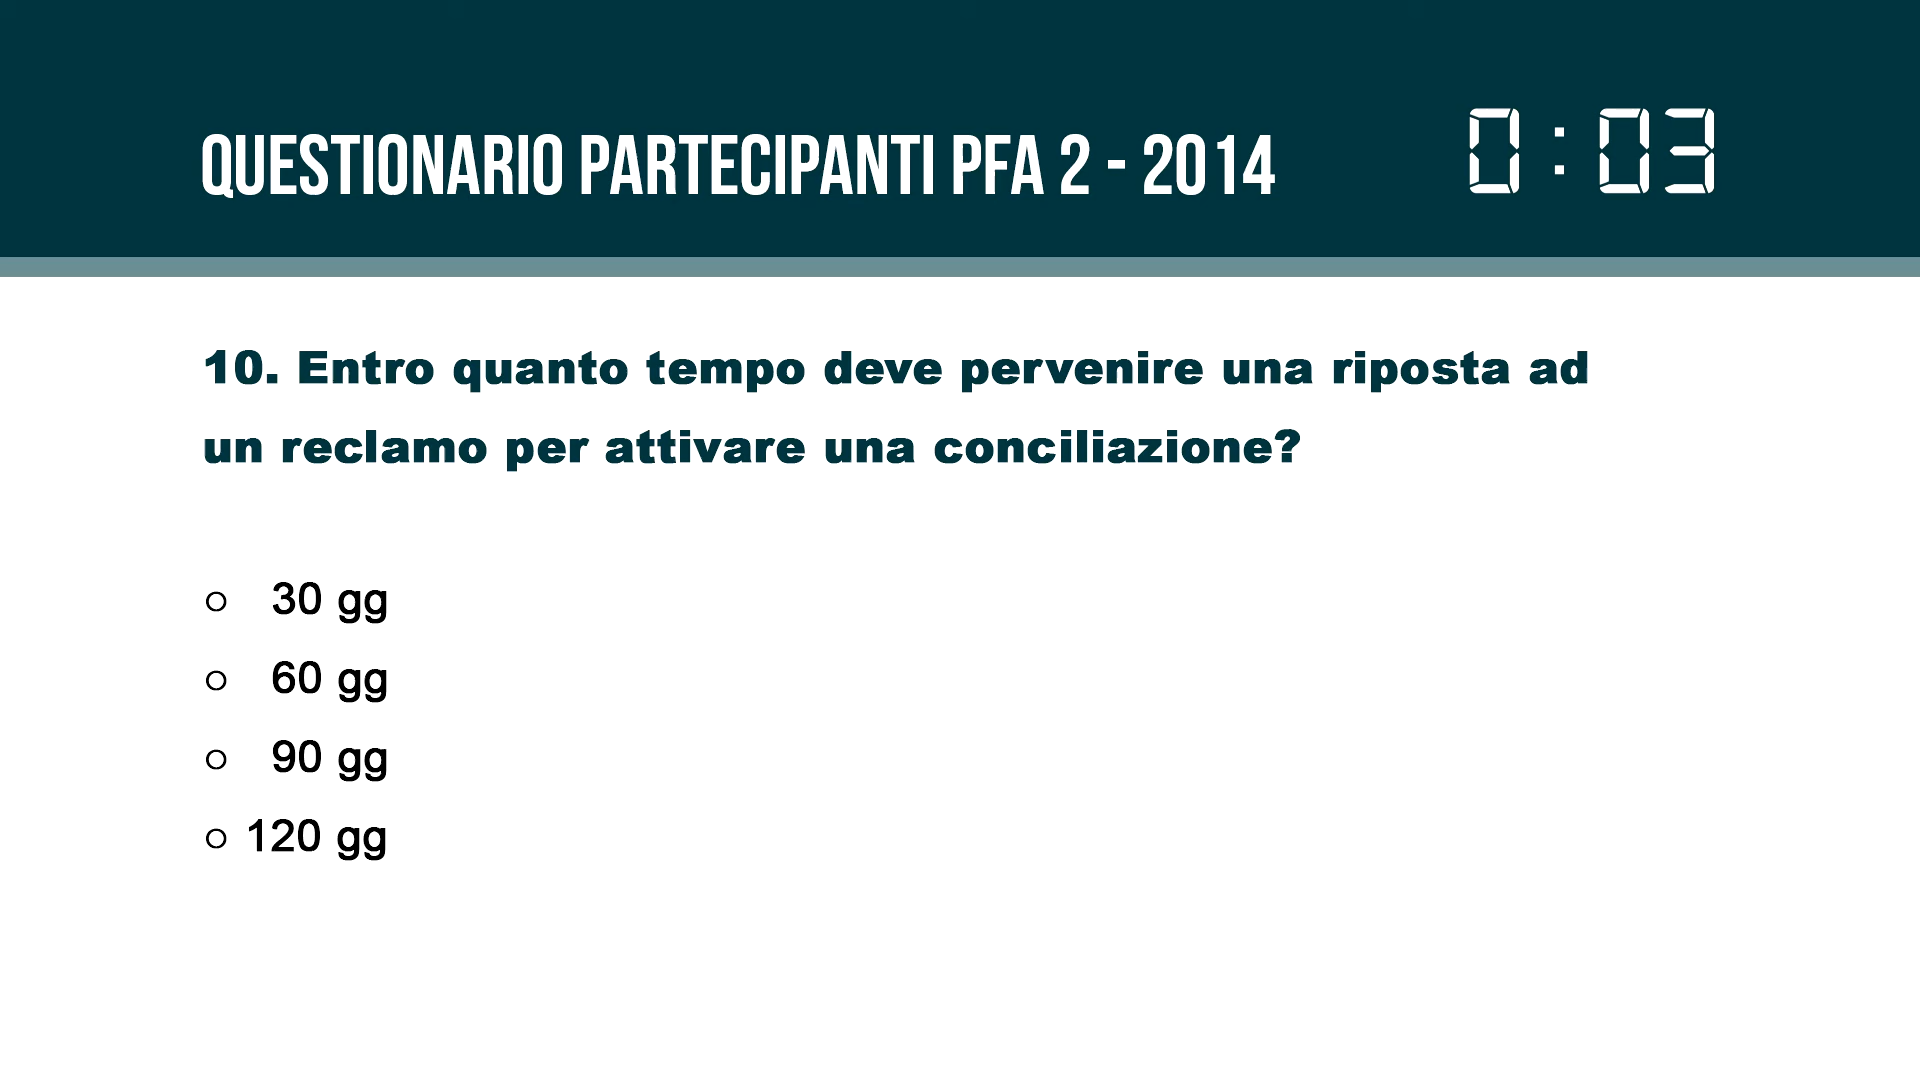 QUESTIONARIO PARTECIPANTI PFA 2 - 2014
0:03
10. Entro quanto tempo deve pervenire una riposta ad
un reclamo per attivare una conciliazione?
○ 30 gg
○ 60 gg
○ 90 gg
○ 120 gg